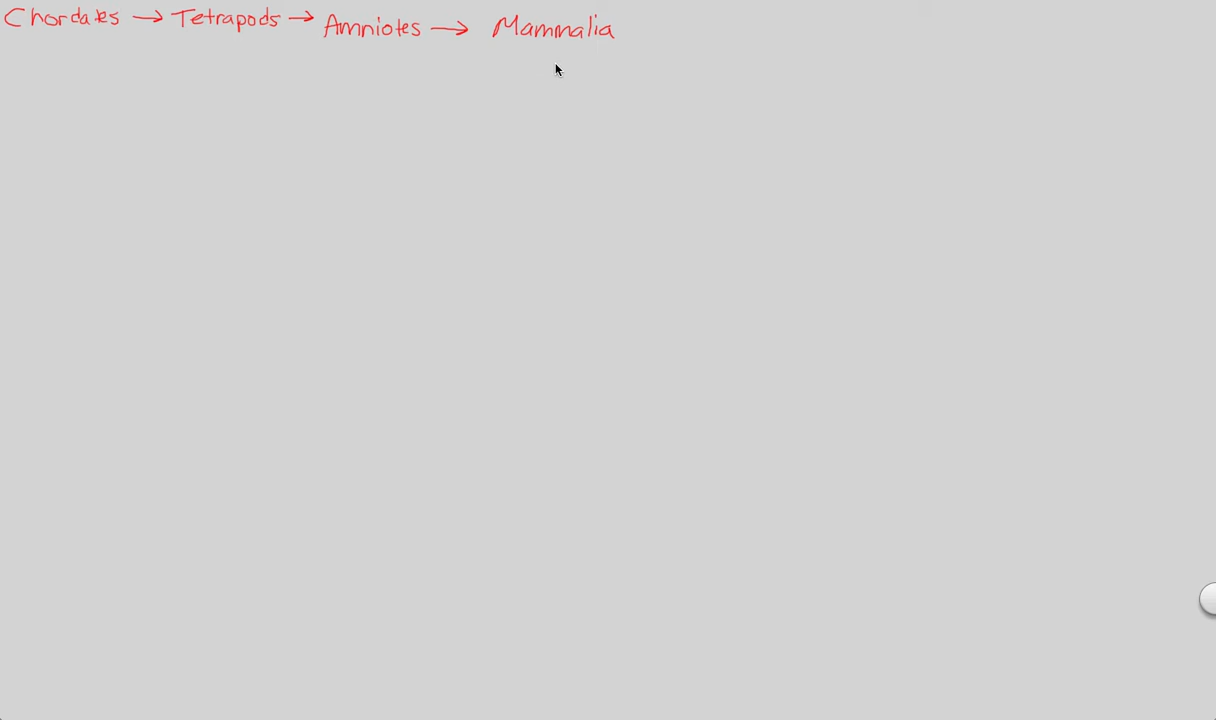 Chordates → Tetrapods → Amniotes → Mammalia